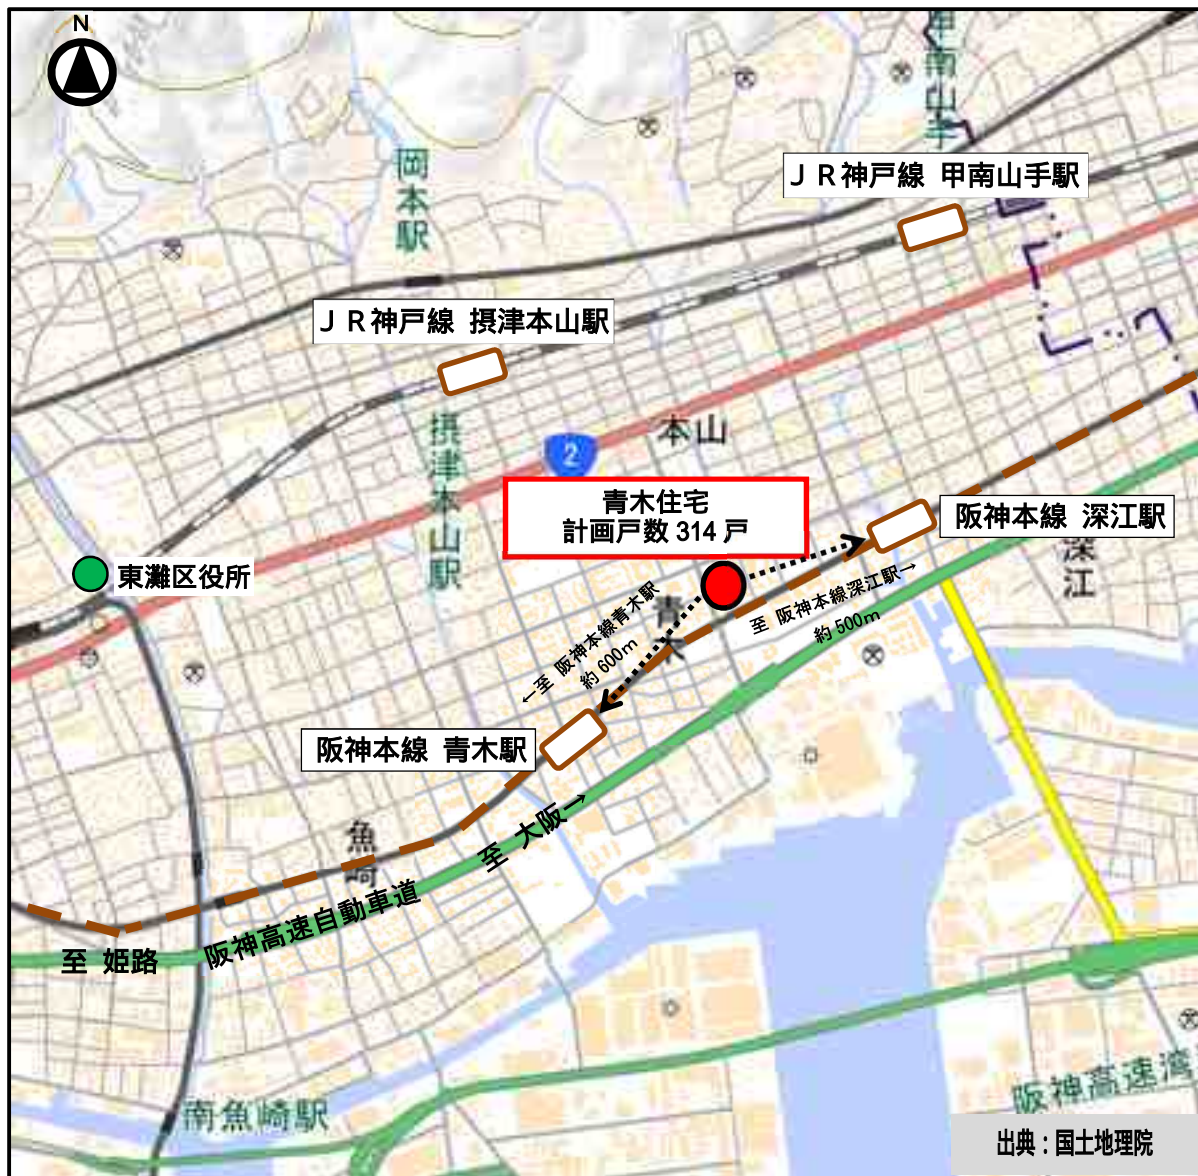 N
甲南山手
ＪＲ神戸線 甲南山手駅
岡本駅
ＪＲ神戸線 摂津本山駅
摂津本山駅
本山
2
青木住宅
計画戸数 314 戸
阪神本線 深江駅
深江
東灘区役所
青木
至 阪神本線深江駅→
約 500m
←至 阪神本線青木駅
約 600m
阪神本線 青木駅
至 大阪→
魚崎
阪神高速自動車道
至 姫路
南魚崎駅
阪神高速湾
出典：国土地理院